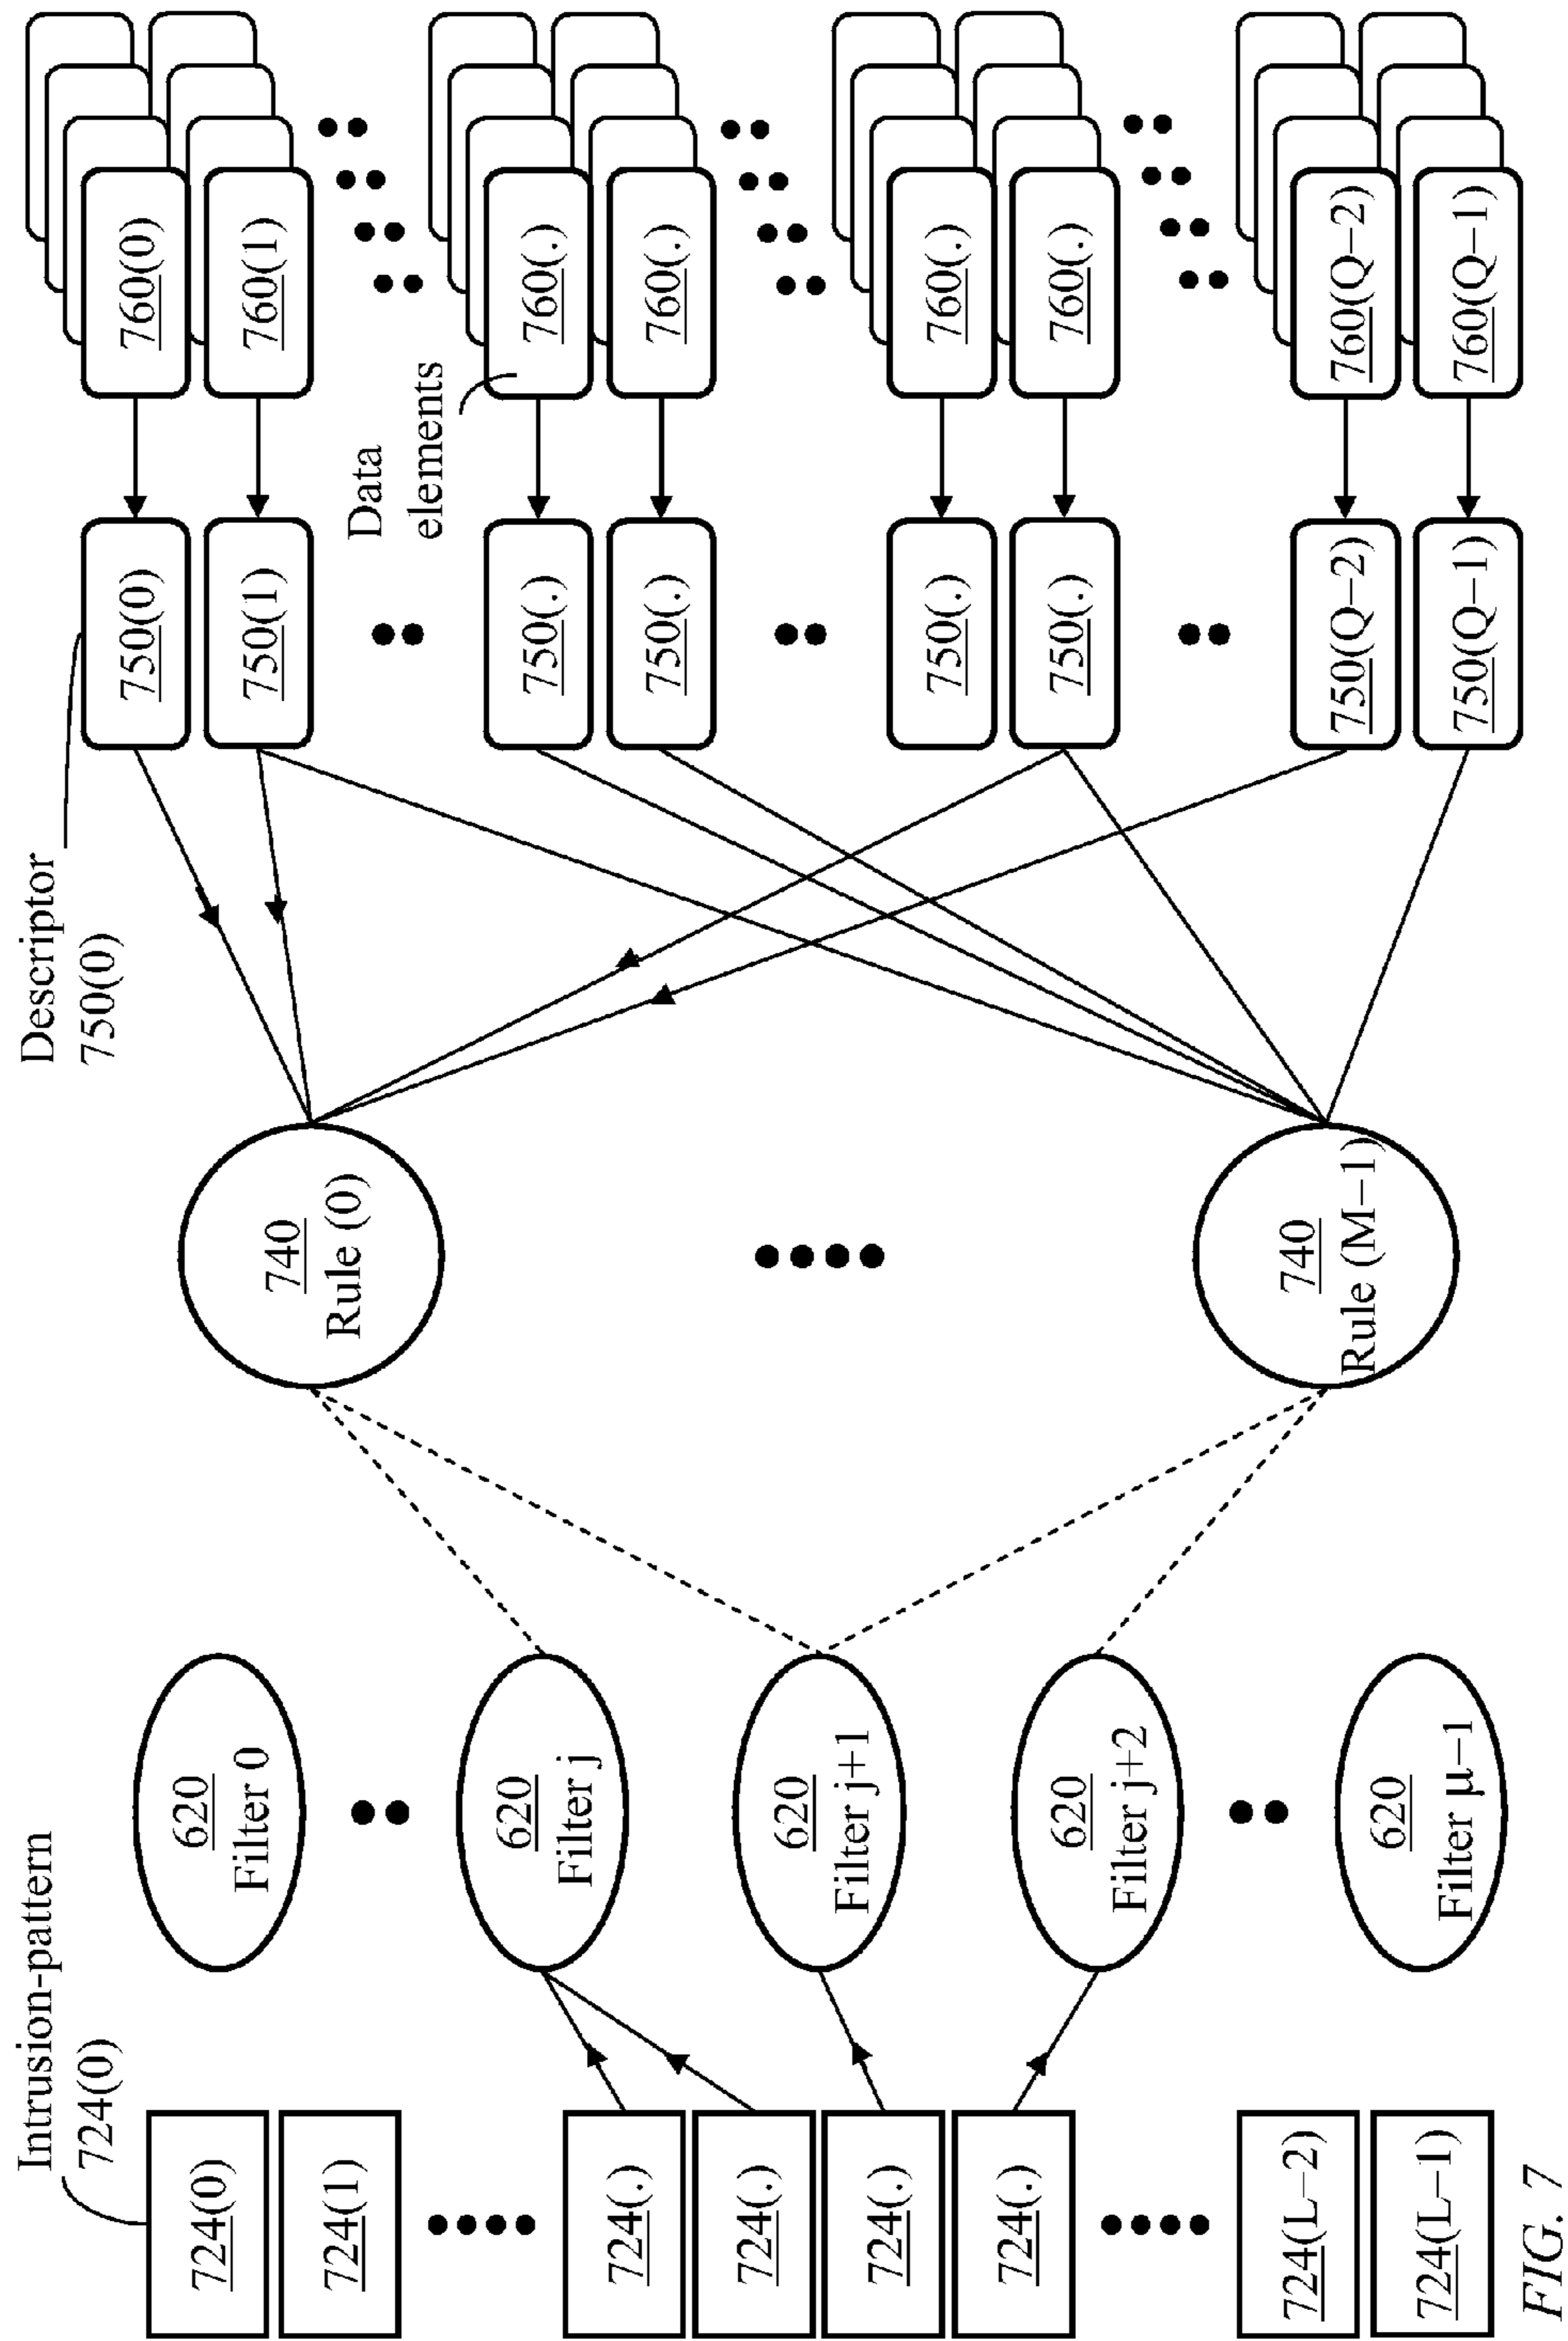 Intrusion-pattern
724(0)
724(0)
724(1)
724(.)
724(.)
724(.)
724(.)
724(L−2)
724(L−1)
620
Filter 0
620
Filter j
620
Filter j+1
620
Filter j+2
620
Filter μ−1
740
Rule (0)
740
Rule (M−1)
Descriptor
750(0)
750(0)
750(1)
750(.)
750(.)
750(.)
750(.)
750(Q−2)
750(Q−1)
Data
elements
760(0)
760(1)
760(.)
760(.)
760(.)
760(.)
760(Q−2)
760(Q−1)
FIG. 7